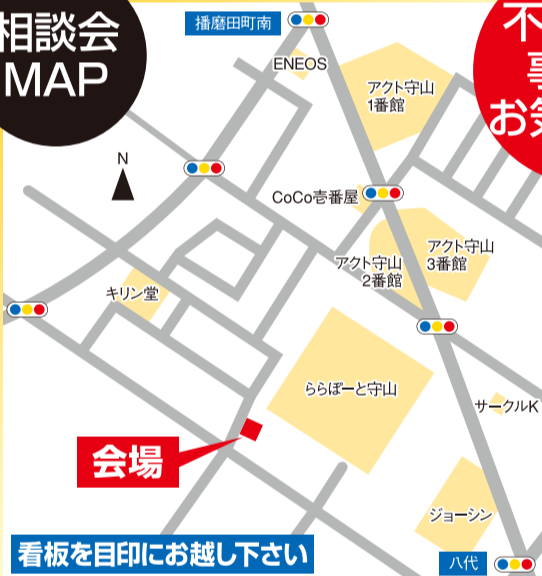 相談会
MAP
播磨田町南
ENEOS
アクト守山
1番館
N
CoCo壱番屋
アクト守山
2番館
アクト守山
3番館
キリン堂
ららぽーと守山
サークルK
会場
ジョーシン
看板を目印にお越し下さい
八代